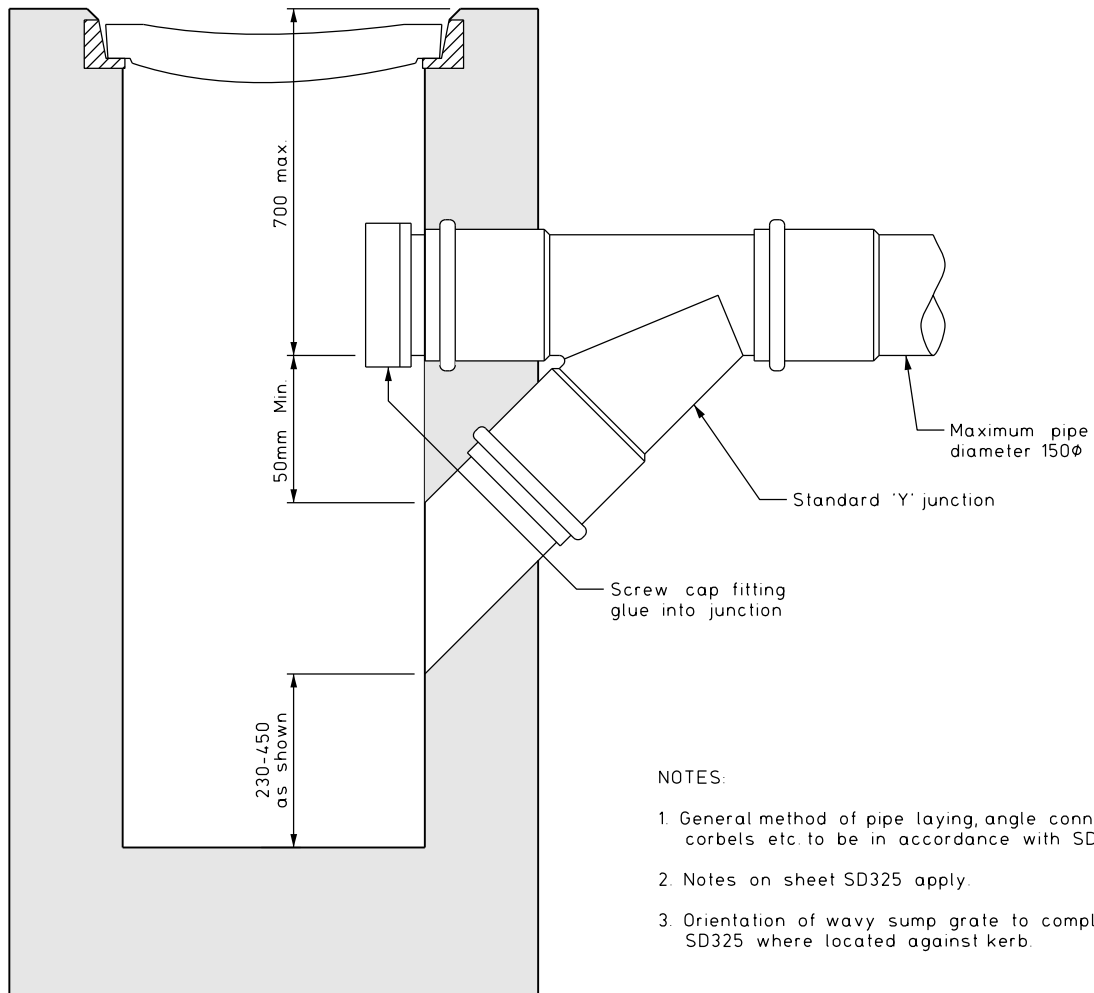 700 max.
50mm Min.
230-450
as shown
Maximum pipe
diameter 150Ø
Standard 'Y' junction
Screw cap fitting
glue into junction
NOTES:
1. General method of pipe laying, angle conn
corbels etc. to be in accordance with SD
2. Notes on sheet SD325 apply.
3. Orientation of wavy sump grate to compl
SD325 where located against kerb.